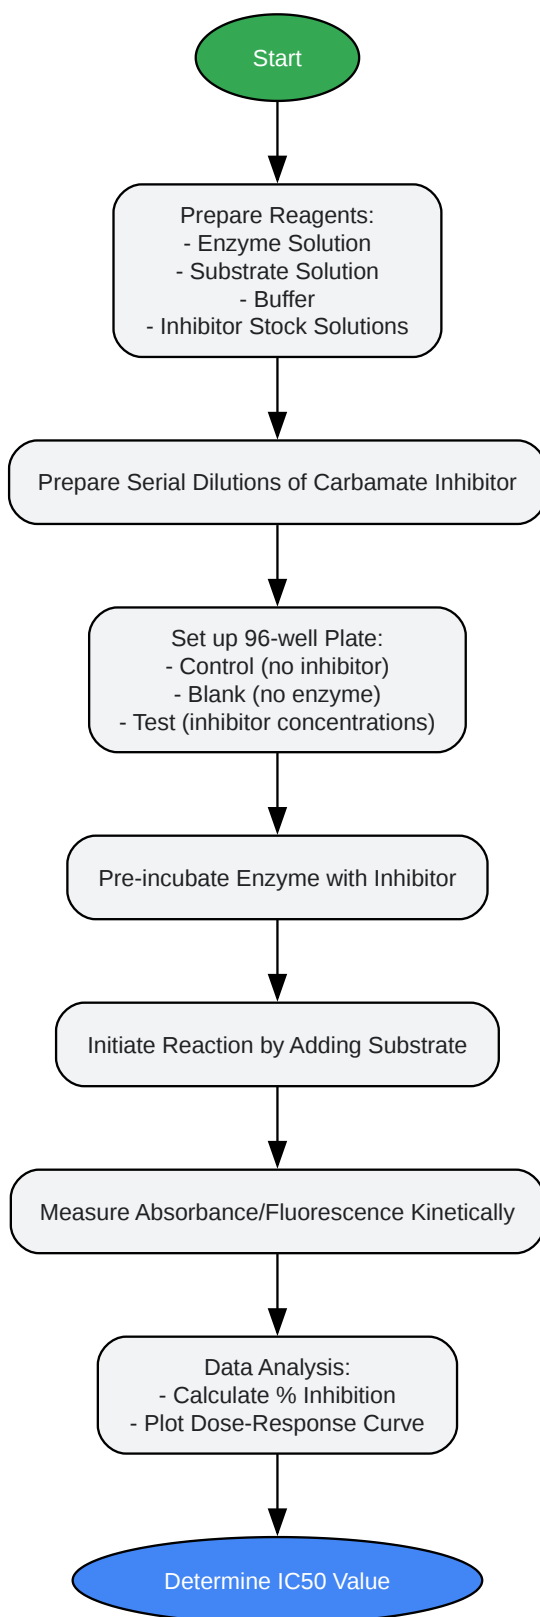 Start
Prepare Reagents:
- Enzyme Solution
- Substrate Solution
- Buffer
- Inhibitor Stock Solutions
Prepare Serial Dilutions of Carbamate Inhibitor
Set up 96-well Plate:
- Control (no inhibitor)
- Blank (no enzyme)
- Test (inhibitor concentrations)
Pre-incubate Enzyme with Inhibitor
Initiate Reaction by Adding Substrate
Measure Absorbance/Fluorescence Kinetically
Data Analysis:
- Calculate % Inhibition
- Plot Dose-Response Curve
Determine IC50 Value